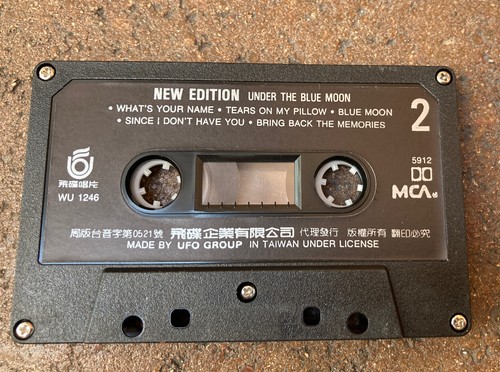 NEW EDITION UNDER THE BLUE MOON
• WHAT'S YOUR NAME • TEARS ON MY PILLOW • BLUE MOON
• SINCE I DON'T HAVE YOU • BRING BACK THE MEMORIES
2
飛碟唱片
WU 1246
5912
MCA
局版台音字第0521號 飛碟企業有限公司 代理發行 版權所有 翻印必究
MADE BY UFO GROUP IN TAIWAN UNDER LICENSE